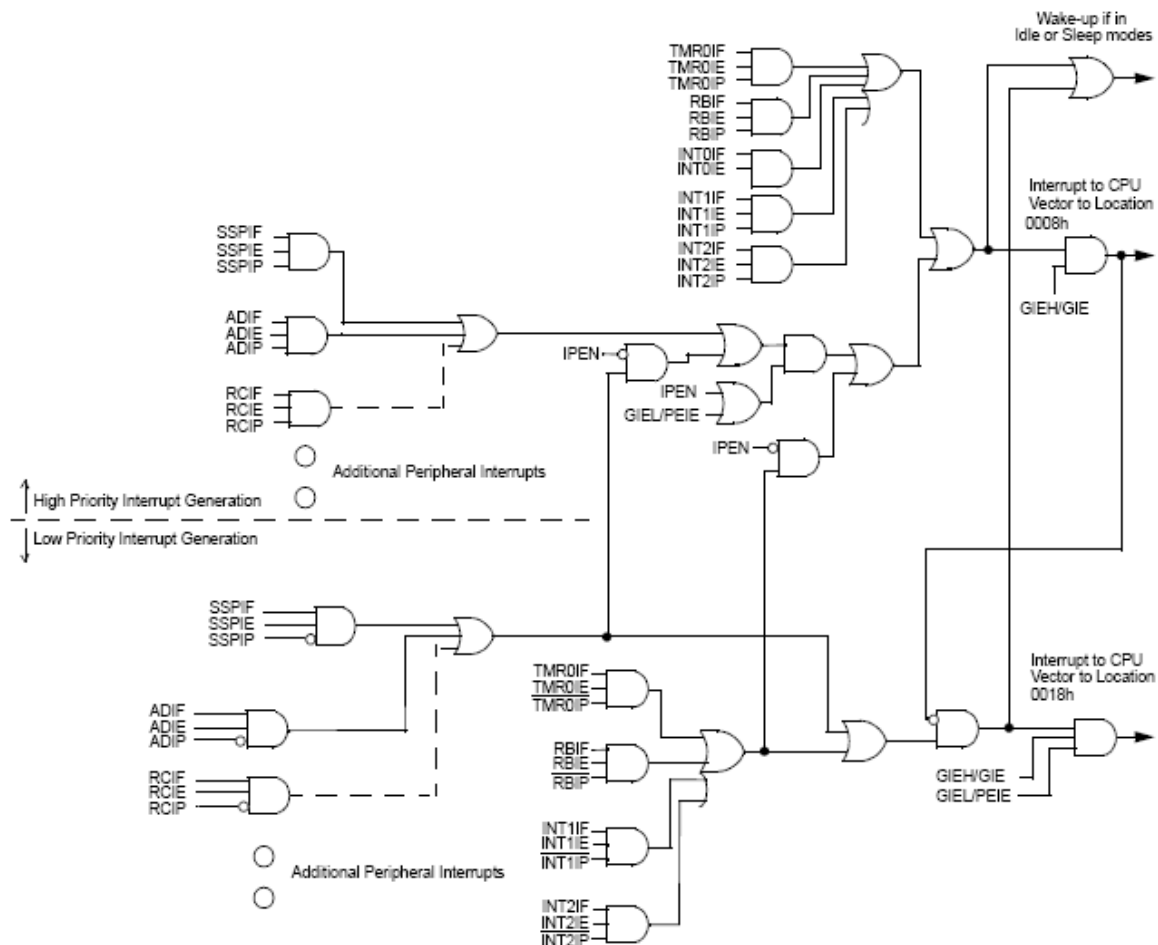 Wake-up if in
Idle or Sleep modes
TMR0IF
TMR0IE
TMR0IP
RBIF
RBIE
RBIP
INT0IF
INT0IE
INT1IF
INT1IE
INT1IP
INT2IF
INT2IE
INT2IP
Interrupt to CPU
Vector to Location
0008h
GIEH/GIE
SSPIF
SSPIE
SSPIP
ADIF
ADIE
ADIP
RCIF
RCIE
RCIP
IPEN
IPEN
GIEL/PEIE
IPEN
Additional Peripheral Interrupts
High Priority Interrupt Generation
Low Priority Interrupt Generation
SSPIF
SSPIE
SSPIP
ADIF
ADIE
ADIP
RCIF
RCIE
RCIP
Additional Peripheral Interrupts
TMR0IF
TMR0IE
TMR0IP
RBIF
RBIE
RBIP
INT1IF
INT1IE
INT1IP
INT2IF
INT2IE
INT2IP
Interrupt to CPU
Vector to Location
0018h
GIEH/GIE
GIEL/PEIE